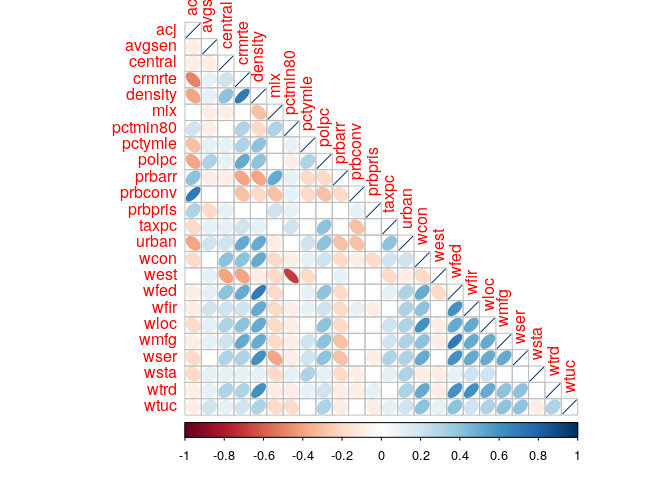 acj
avgs
central
crmrte
density
mix
pctmin80
pctymle
polpc
prbarr
prbconv
prbpris
taxpc
urban
wcon
west
wfed
wfir
wloc
wmfg
wser
wsta
wtrd
wtuc
acj
avgsen
central
crmrte
density
mix
pctmin80
pctymle
polpc
prbarr
prbconv
prbpris
taxpc
urban
wcon
west
wfed
wfir
wloc
wmfg
wser
wsta
wtrd
wtuc
-1 -0.8 -0.6 -0.4 -0.2 0 0.2 0.4 0.6 0.8 1